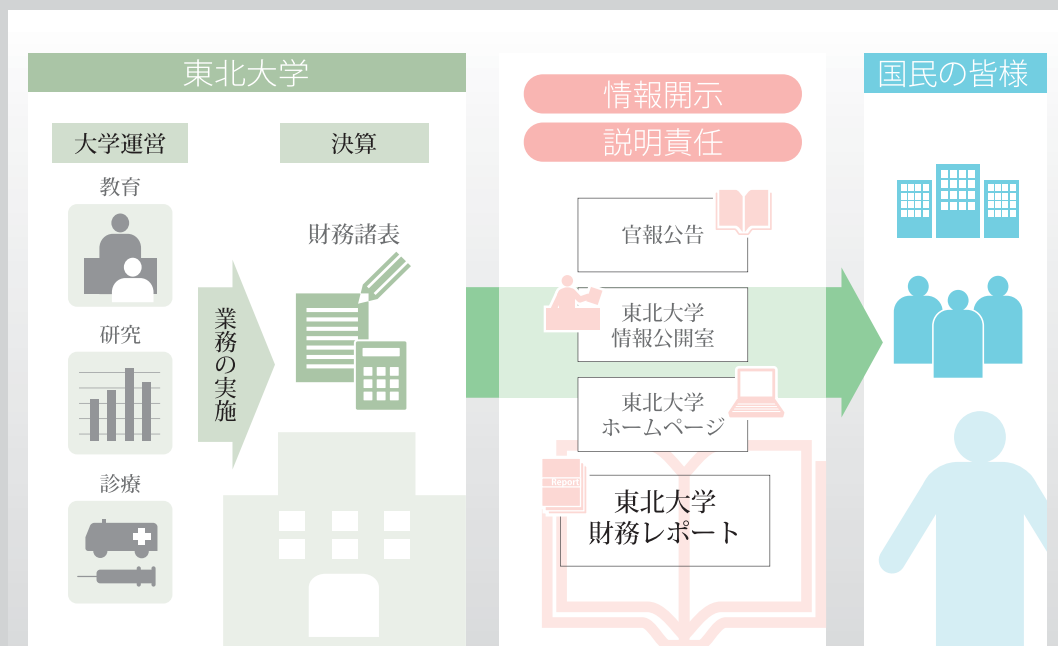 東北大学
大学運営
教育
研究
診療
業務の実施
決算
財務諸表
情報開示
説明責任
官報公告
東北大学
情報公開室
東北大学
ホームページ
Report
東北大学
財務レポート
国民の皆様